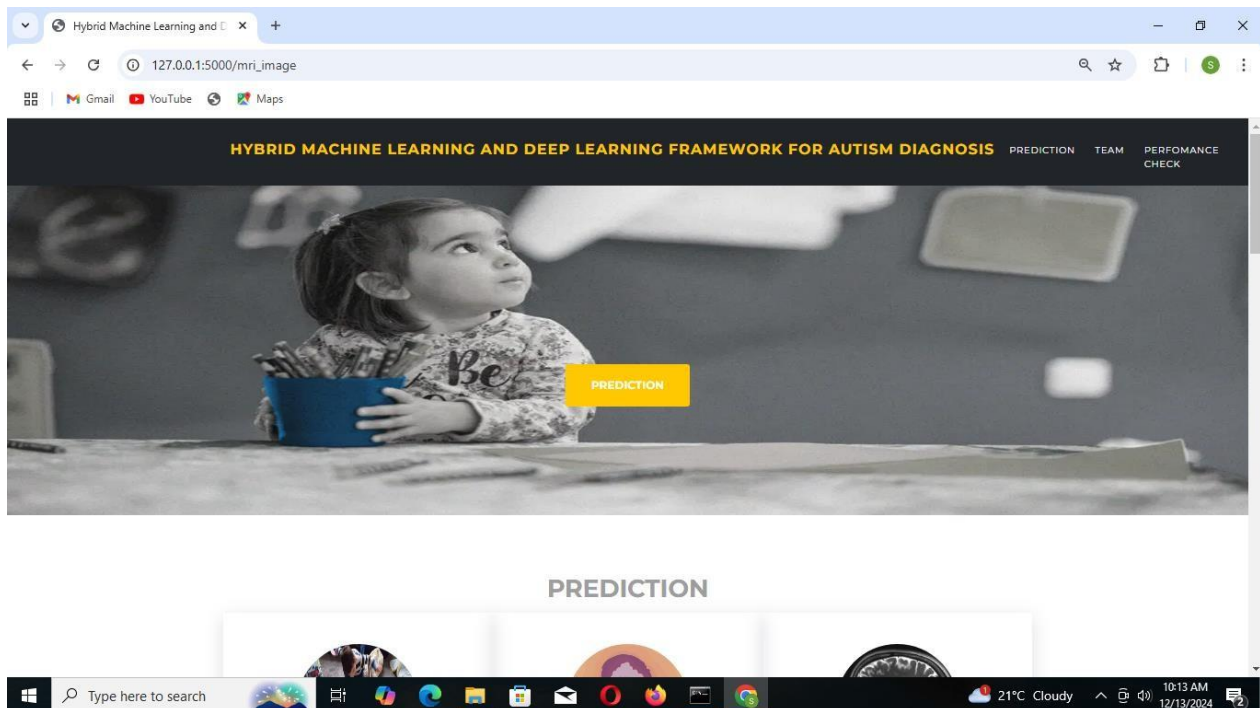 Hybrid Machine Learning and D
127.0.0.1:5000/mri_image
Gmail YouTube Maps
S
HYBRID MACHINE LEARNING AND DEEP LEARNING FRAMEWORK FOR AUTISM DIAGNOSIS
PREDICTION TEAM PERFOMANCE
CHECK
e
Be
PREDICTION
PREDICTION
Type here to search
21°C Cloudy
10:13 AM
12/13/2024
2